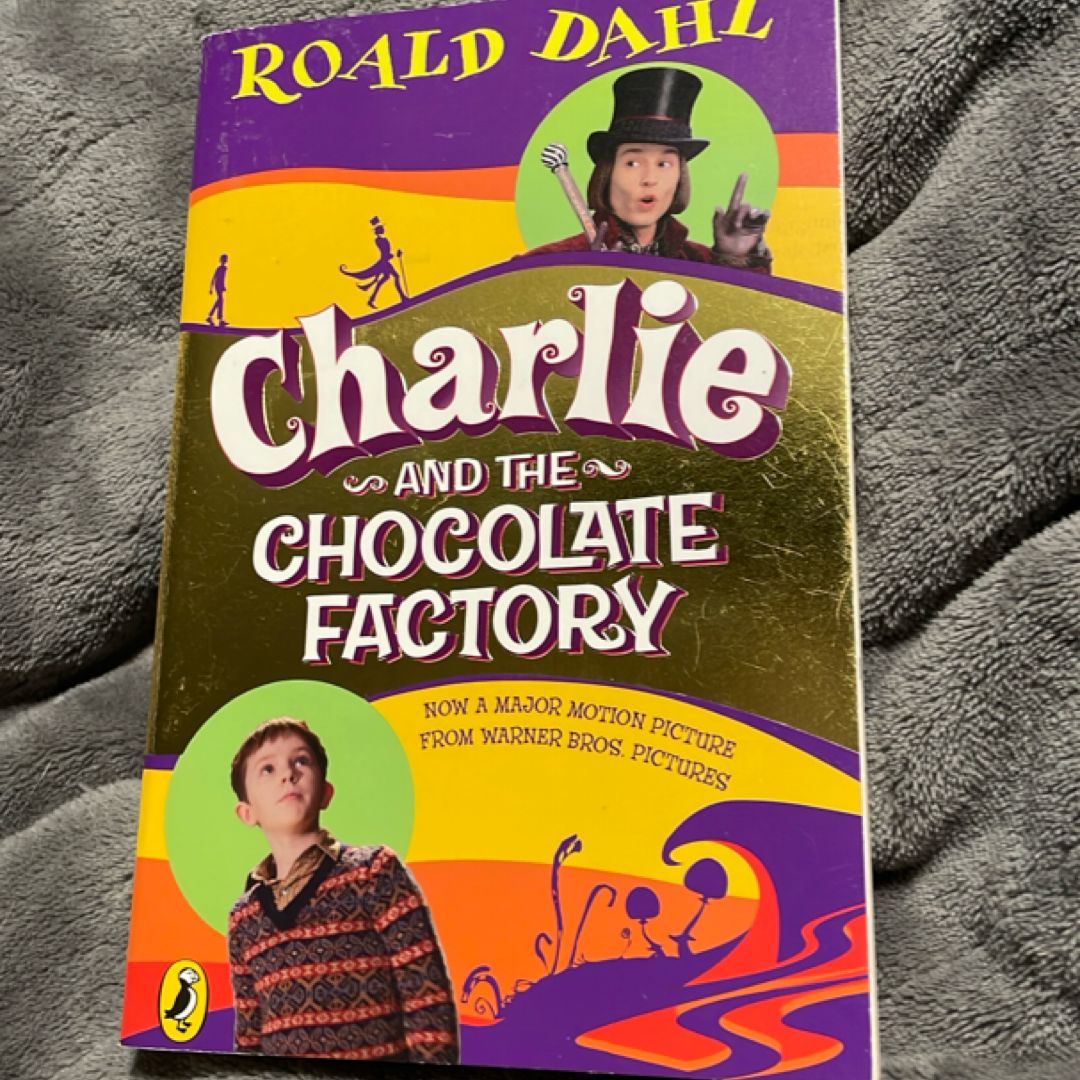 ROALD DAHL
Charlie
AND THE
CHOCOLATE
FACTORY
NOW A MAJOR MOTION PICTURE
FROM WARNER BROS. PICTURES